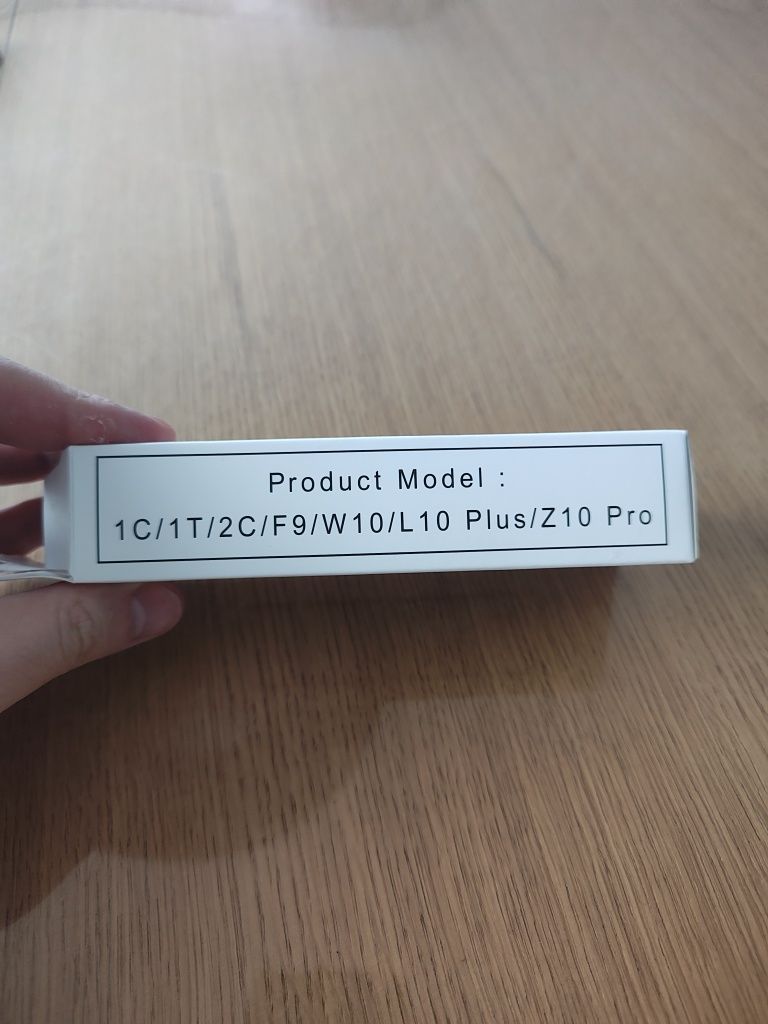 Product Model :
1C/1T/2C/F9/W10/L10 Plus/Z10 Pro